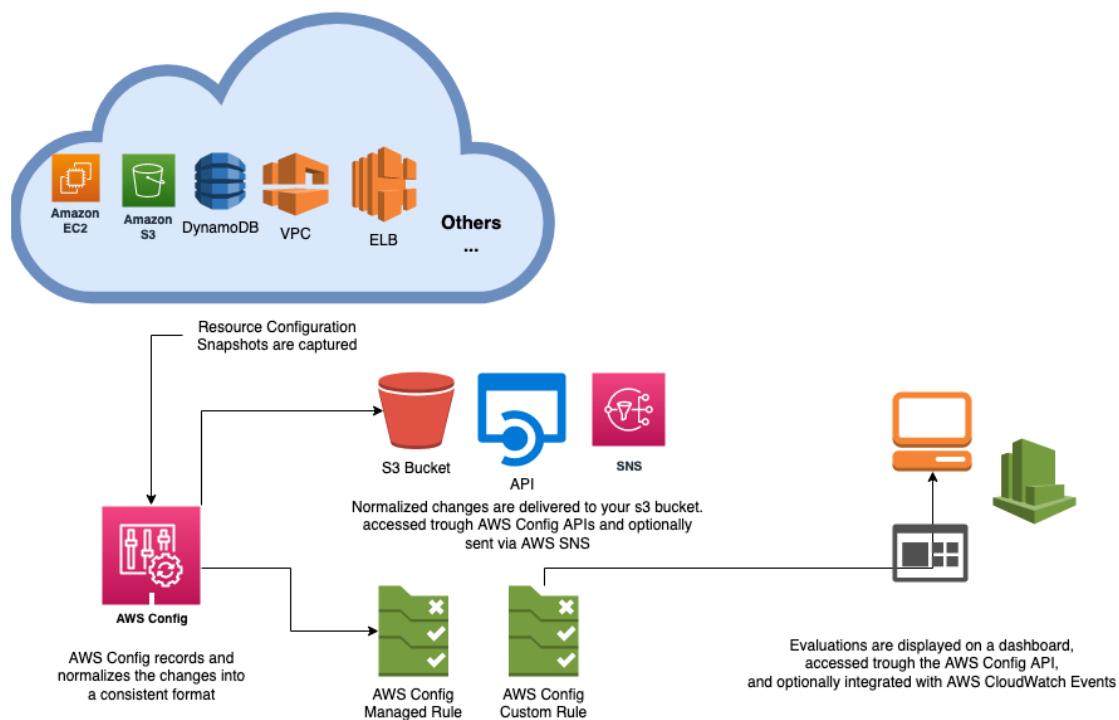 Amazon
EC2
Amazon
S3
DynamoDB
VPC
ELB
Others
...
Resource Configuration
Snapshots are captured
S3 Bucket
API
SNS
Normalized changes are delivered to your s3 bucket.
accessed trough AWS Config APIs and optionally
sent via AWS SNS
AWS Config
AWS Config records and
normalizes the changes into
a consistent format
AWS Config
Managed Rule
AWS Config
Custom Rule
Evaluations are displayed on a dashboard,
accessed trough the AWS Config API,
and optionally integrated with AWS CloudWatch Events